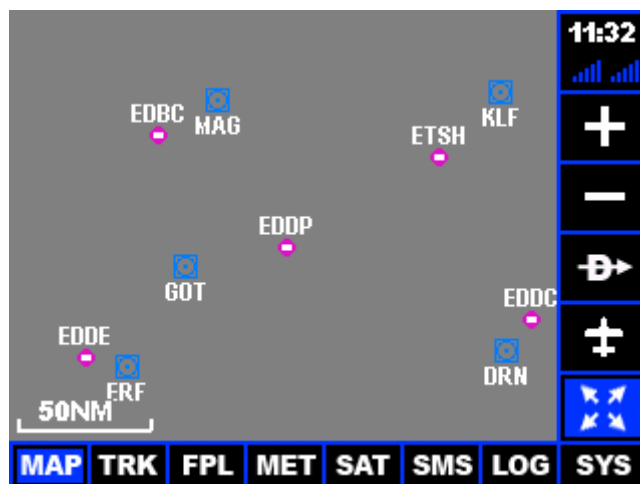 11:32
EDBC
MAG
KLF
ETSH
EDDP
GOT
EDDC
EDDE
ERF
DRN
50NM
MAP TRK FPL MET SAT SMS LOG SYS